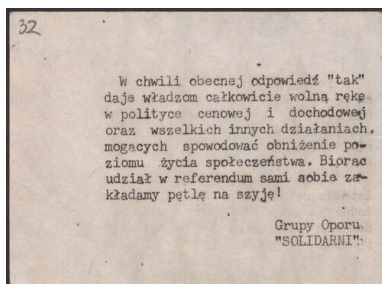 32
W chwili obecnej odpowiedź "tak"
daje władzom całkowicie wolną rękę
w polityce cenowej i dochodowej
oraz wszelkich innych działaniach,
mogących spowodować obniżenie po-
ziomu życia społeczeństwa. Biorąc
udział w referendum sami sobie za-
kładamy pętlę na szyję!
Grupy Oporu
"SOLIDARNI"